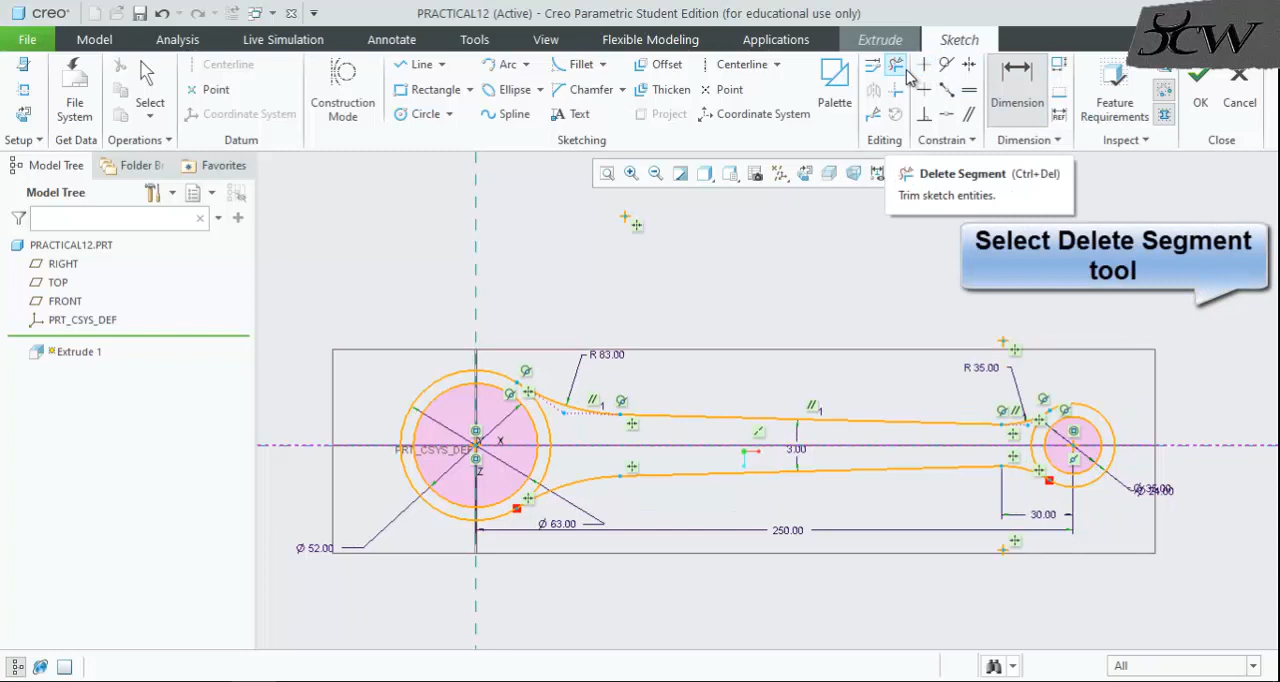 creo
PRACTICAL12 (Active) - Creo Parametric Student Edition (for educational use only)
File
Model
Analysis
Live Simulation
Annotate
Tools
View
Flexible Modeling
Applications
Extrude
Sketch
XCW
Line
Arc
Fillet
Offset
Centerline
Centerline
Rectangle
Ellipse
Chamfer
Thicken
Point
Point
Circle
Spline
Text
Project
Coordinate System
Coordinate System
File System
Select
Construction Mode
Palette
Dimension
Feature Requirements
OK
Cancel
Setup
Get Data
Operations
Datum
Sketching
Editing
Constrain
Dimension
Inspect
Close
Model Tree
Folder B
Favorites
Model Tree
Delete Segment (Ctrl+Del)
Trim sketch entities.
Select Delete Segment
tool
PRACTICAL12.PRT
RIGHT
TOP
FRONT
PRT_CSYS_DEF
Extrude 1
R 83.00
R 35.00
X
PRT_CSYS_DEF
Z
3.00
30.00
Ø 63.00
250.00
Ø 52.00
All